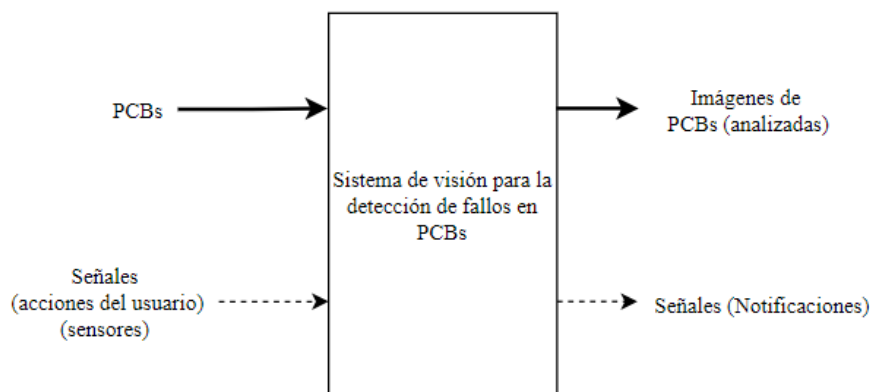 PCBs
Señales
(acciones del usuario)
(sensores)
Sistema de visión para la
detección de fallos en
PCBs
Imágenes de
PCBs (analizadas)
Señales (Notificaciones)